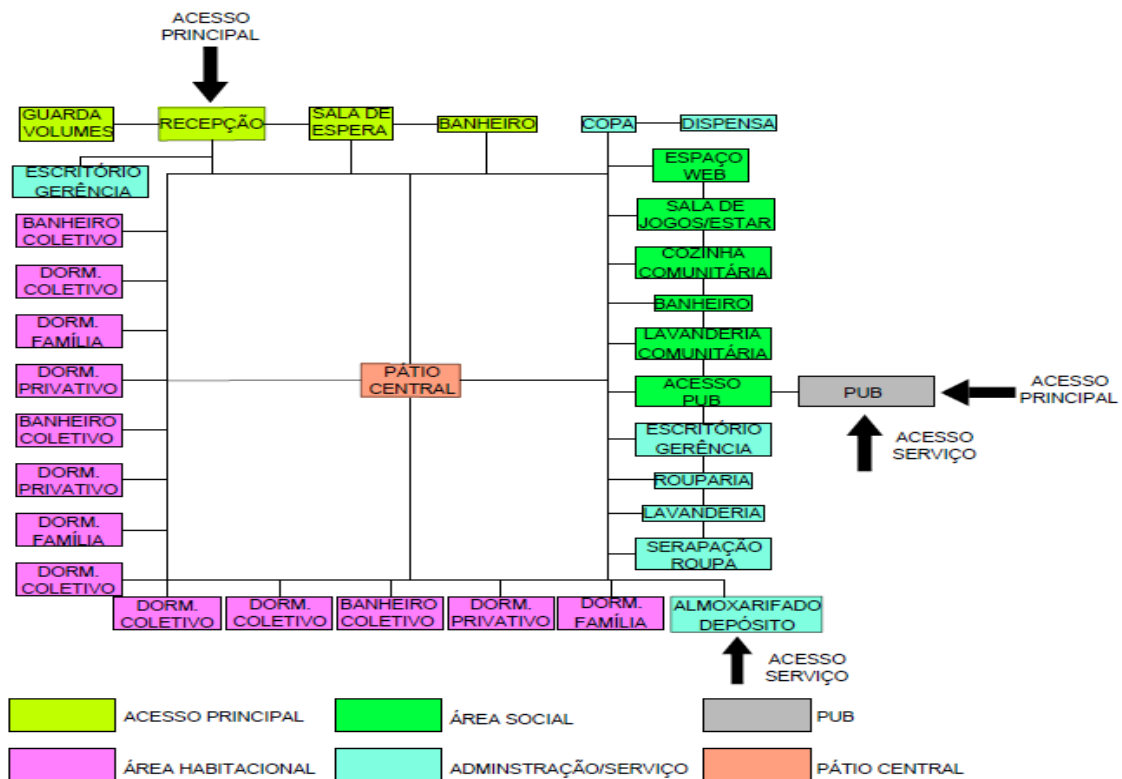 ACESSO
PRINCIPAL
GUARDA
VOLUMES
RECEPÇÃO
SALA DE
ESPERA
BANHEIRO
COPA
DISPENSA
ESCRITÓRIO
GERÊNCIA
ESPAÇO
WEB
BANHEIRO
COLETIVO
SALA DE
JOGOS/ESTAR
DORM.
COLETIVO
COZINHA
COMUNITÁRIA
DORM.
FAMÍLIA
BANHEIRO
LAVANDERIA
COMUNITÁRIA
DORM.
PRIVATIVO
PÁTIO
CENTRAL
ACESSO
PUB
PUB
ACESSO
PRINCIPAL
BANHEIRO
COLETIVO
ESCRITÓRIO
GERÊNCIA
ACESSO
SERVIÇO
DORM.
PRIVATIVO
ROUPARIA
DORM.
FAMÍLIA
LAVANDERIA
SERAPAÇÃO
ROUPA
DORM.
COLETIVO
DORM.
COLETIVO
DORM.
COLETIVO
BANHEIRO
COLETIVO
DORM.
PRIVATIVO
DORM.
FAMÍLIA
ALMOXARIFADO
DEPÓSITO
ACESSO
SERVIÇO
ACESSO PRINCIPAL
ÁREA SOCIAL
PUB
ÁREA HABITACIONAL
ADMINSTRAÇÃO/SERVIÇO
PÁTIO CENTRAL